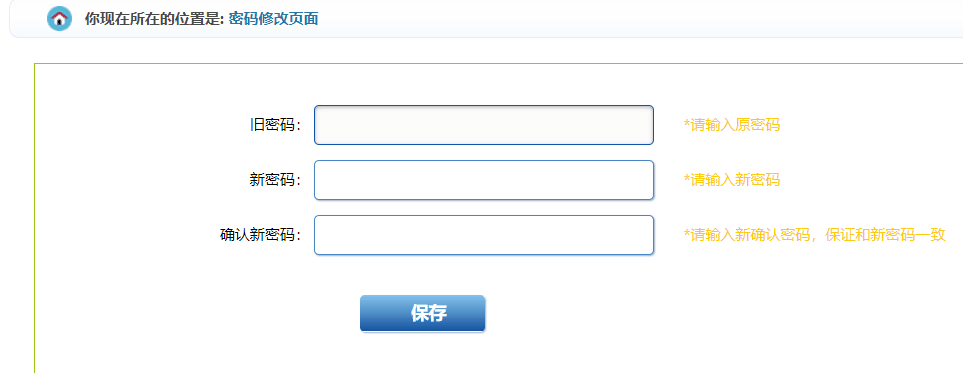 你现在所在的位置是: 密码修改页面
旧密码： *请输入原密码
新密码： *请输入新密码
确认新密码： *请输入新确认密码，保证和新密码一致
保存